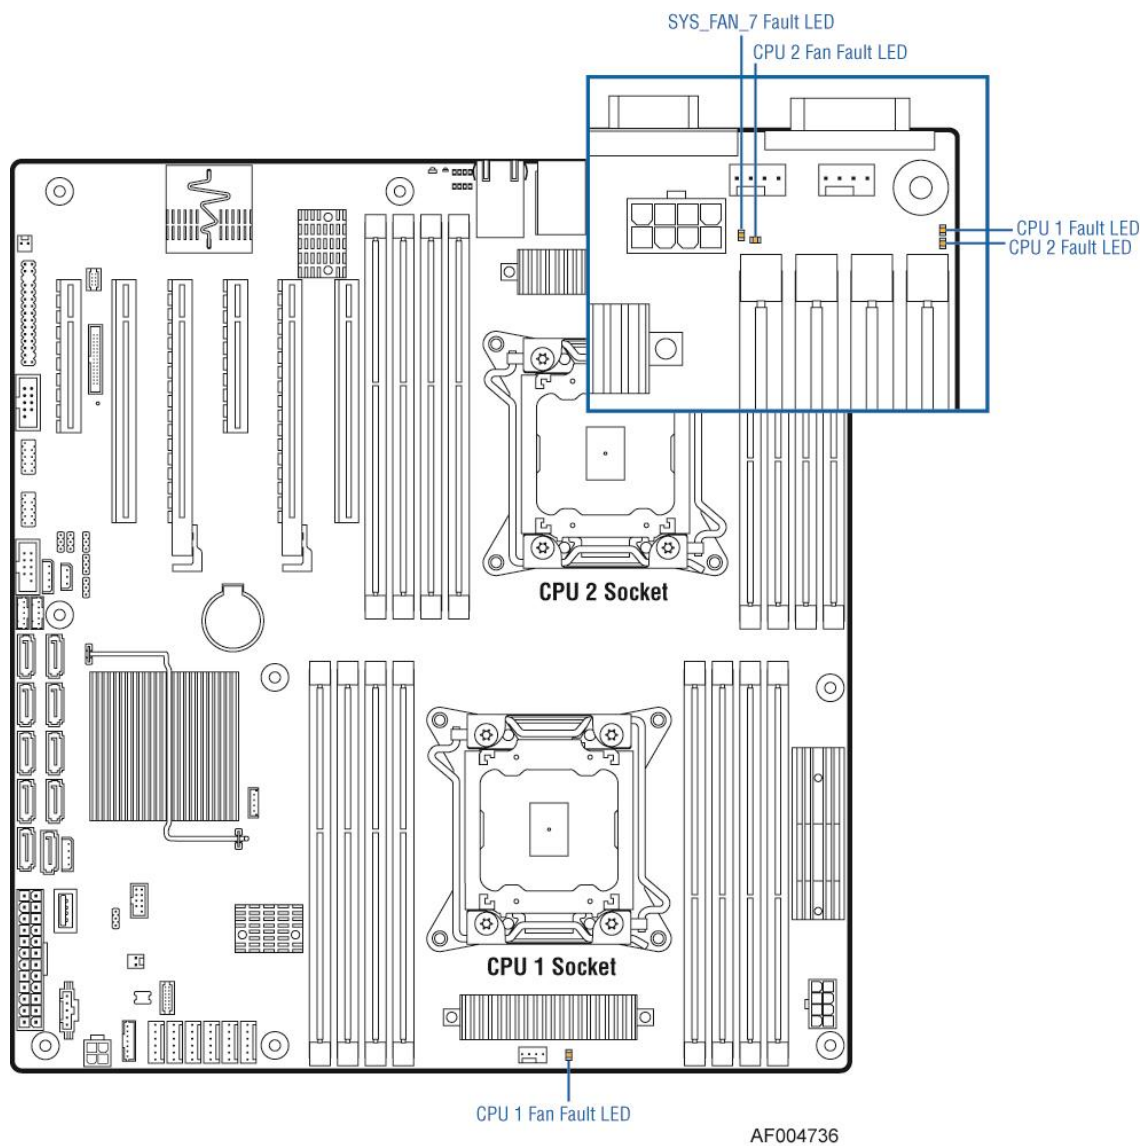 SYS_FAN_7 Fault LED
CPU 2 Fan Fault LED
CPU 1 Fault LED
CPU 2 Fault LED
CPU 2 Socket
CPU 1 Socket
CPU 1 Fan Fault LED
AF004736